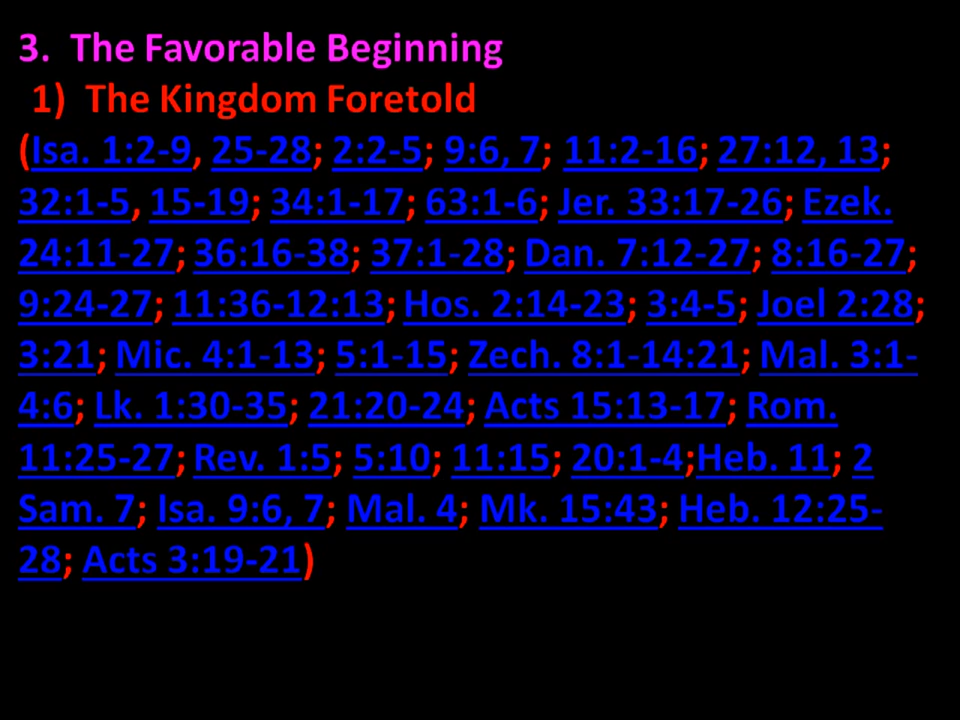 3. The Favorable Beginning
1) The Kingdom Foretold
(Isa. 1:2-9, 25-28; 2:2-5; 9:6, 7; 11:2-16; 27:12, 13;
32:1-5, 15-19; 34:1-17; 63:1-6; Jer. 33:17-26; Ezek.
24:11-27; 36:16-38; 37:1-28; Dan. 7:12-27; 8:16-27;
9:24-27; 11:36-12:13; Hos. 2:14-23; 3:4-5; Joel 2:28;
3:21; Mic. 4:1-13; 5:1-15; Zech. 8:1-14:21; Mal. 3:1-
4:6; Lk. 1:30-35; 21:20-24; Acts 15:13-17; Rom.
11:25-27; Rev. 1:5; 5:10; 11:15; 20:1-4;Heb. 11; 2
Sam. 7; Isa. 9:6, 7; Mal. 4; Mk. 15:43; Heb. 12:25-
28; Acts 3:19-21)